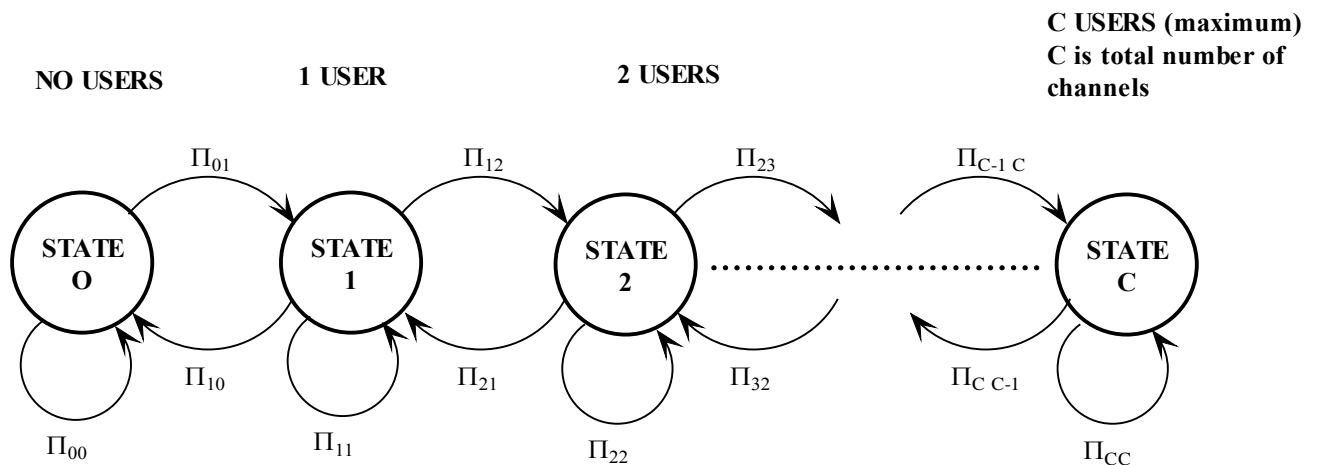 C USERS (maximum)
C is total number of
channels
NO USERS
1 USER
2 USERS
Π01
Π12
Π23
ΠC-1 C
STATE
O
STATE
1
STATE
2
STATE
C
Π10
Π21
Π32
ΠC C-1
Π00
Π11
Π22
ΠCC